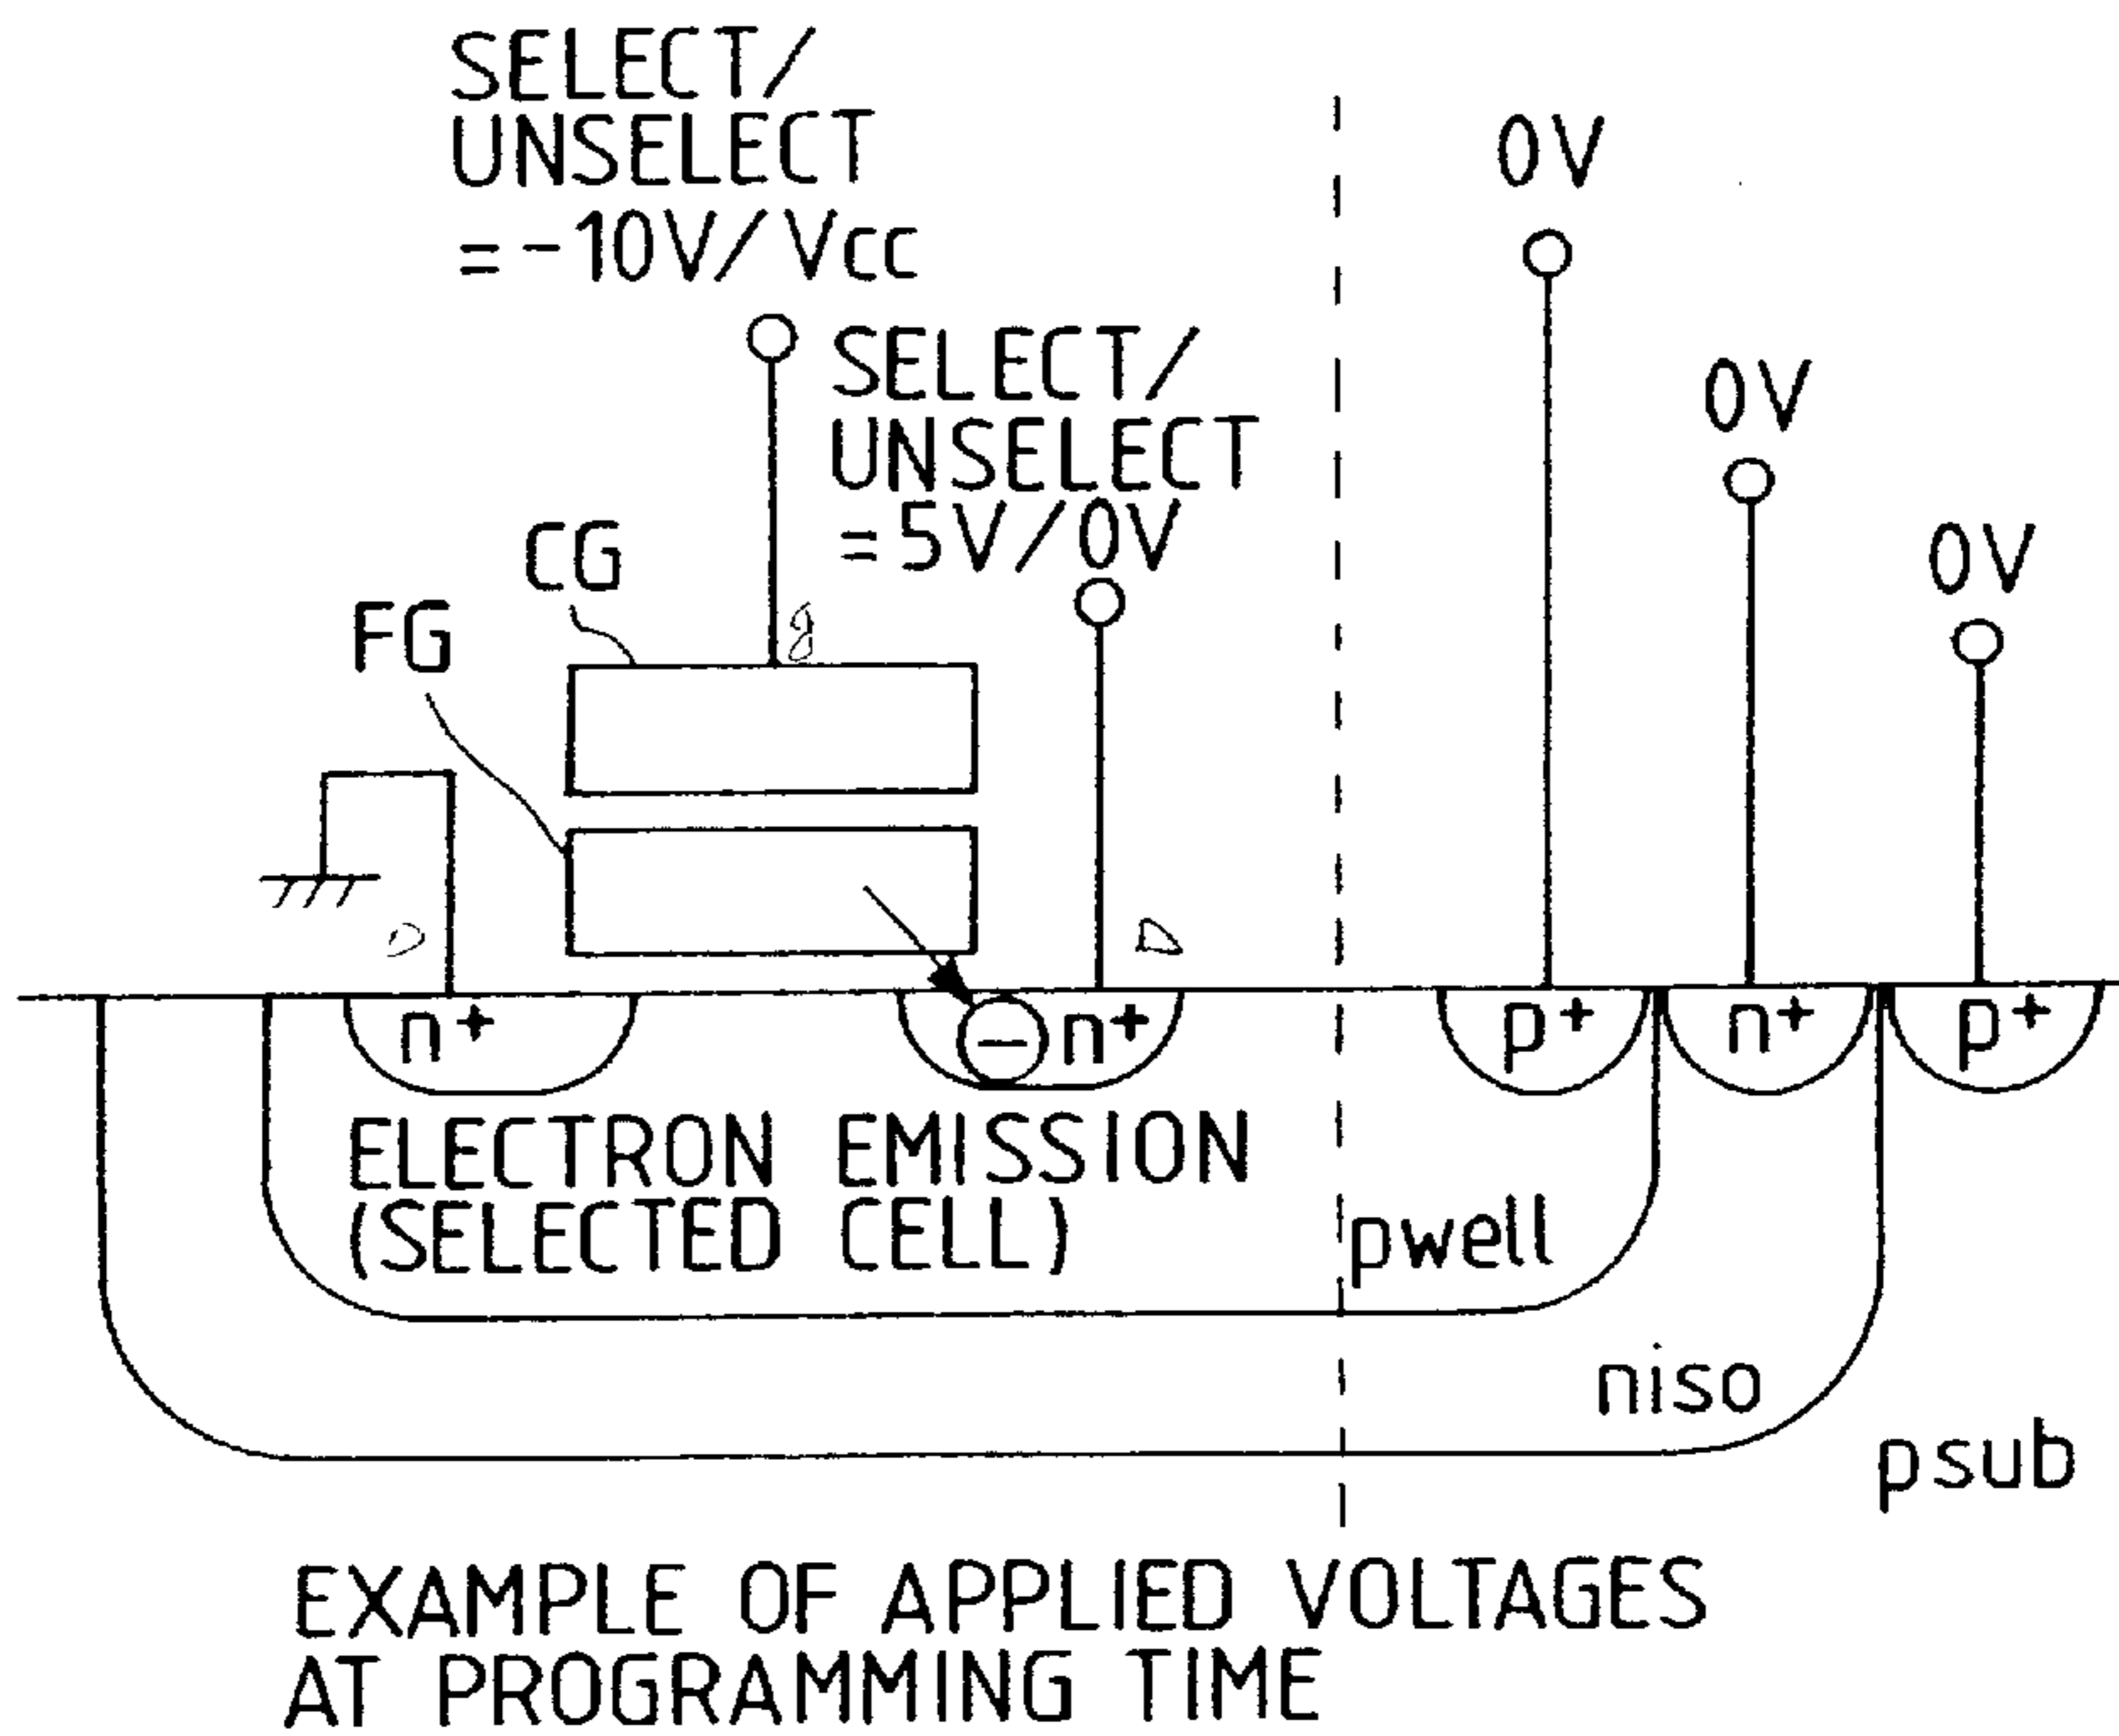 SELECT/
UNSELECT
=-10V/Vcc
SELECT/
UNSELECT
=5V/0V
0V
0V
0V
CG
FG
n+
n+
p+
n+
p+
ELECTRON EMISSION
(SELECTED CELL)
pwell
niso
psub
EXAMPLE OF APPLIED VOLTAGES
AT PROGRAMMING TIME